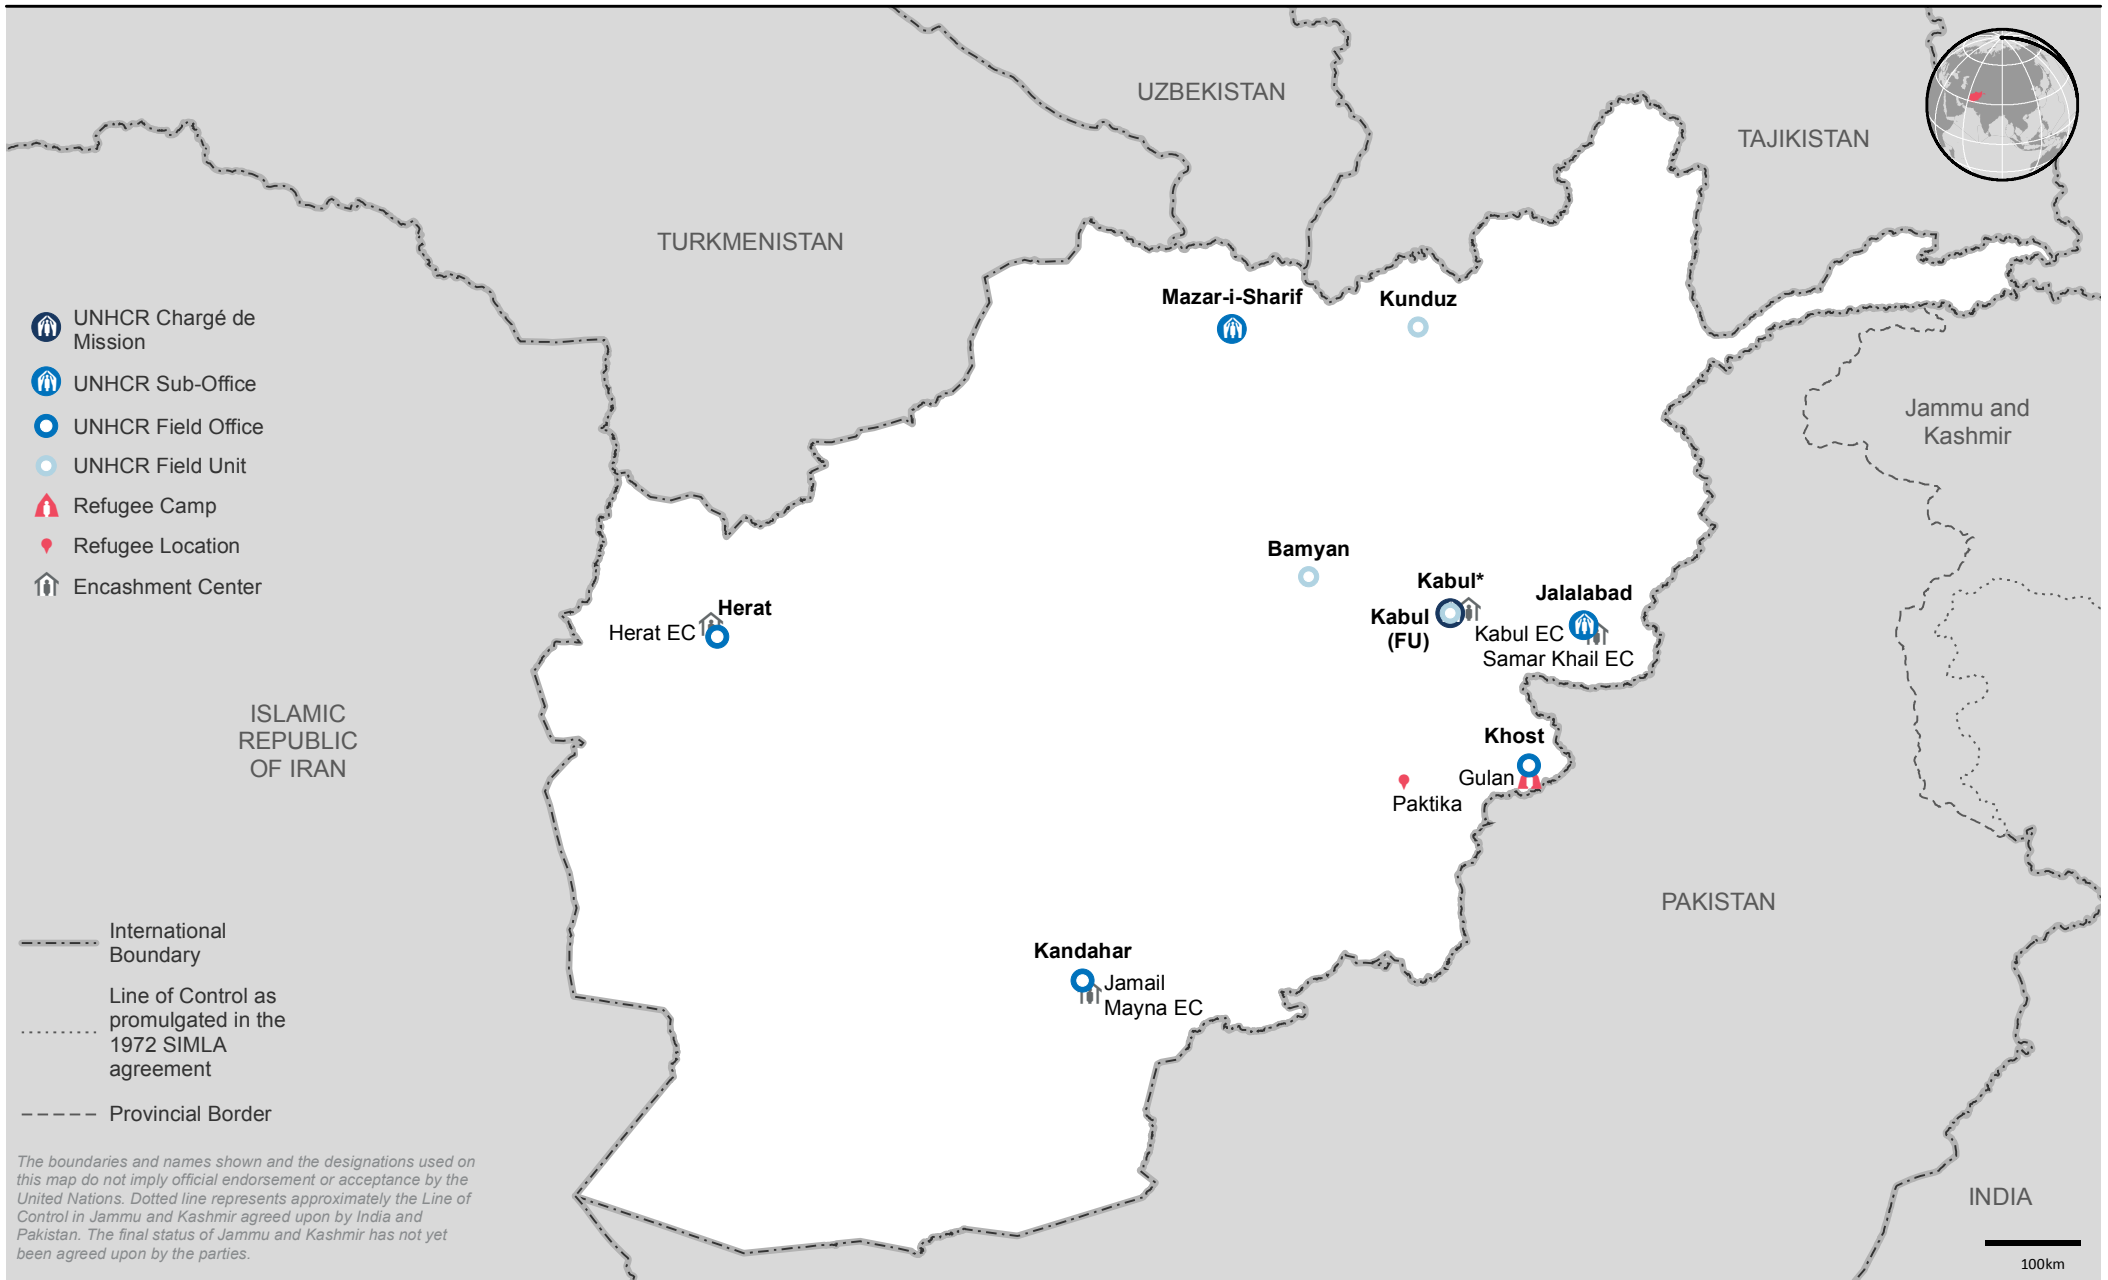 UZBEKISTAN
TAJIKISTAN
TURKMENISTAN
Mazar-i-Sharif
Kunduz
UNHCR Chargé de
Mission
UNHCR Sub-Office
UNHCR Field Office
UNHCR Field Unit
Refugee Camp
Refugee Location
Encashment Center
Jammu and
Kashmir
Bamyan
Kabul*
Kabul
(FU)
Kabul EC
Jalalabad
Samar Khail EC
Herat
Herat EC
ISLAMIC
REPUBLIC
OF IRAN
Khost
Gulan
Paktika
PAKISTAN
Kandahar
Jamail
Mayna EC
International
Boundary
Line of Control as
promulgated in the
1972 SIMLA
agreement
Provincial Border
The boundaries and names shown and the designations used on
this map do not imply official endorsement or acceptance by the
United Nations. Dotted line represents approximately the Line of
Control in Jammu and Kashmir agreed upon by India and
Pakistan. The final status of Jammu and Kashmir has not yet
been agreed upon by the parties.
INDIA
100km